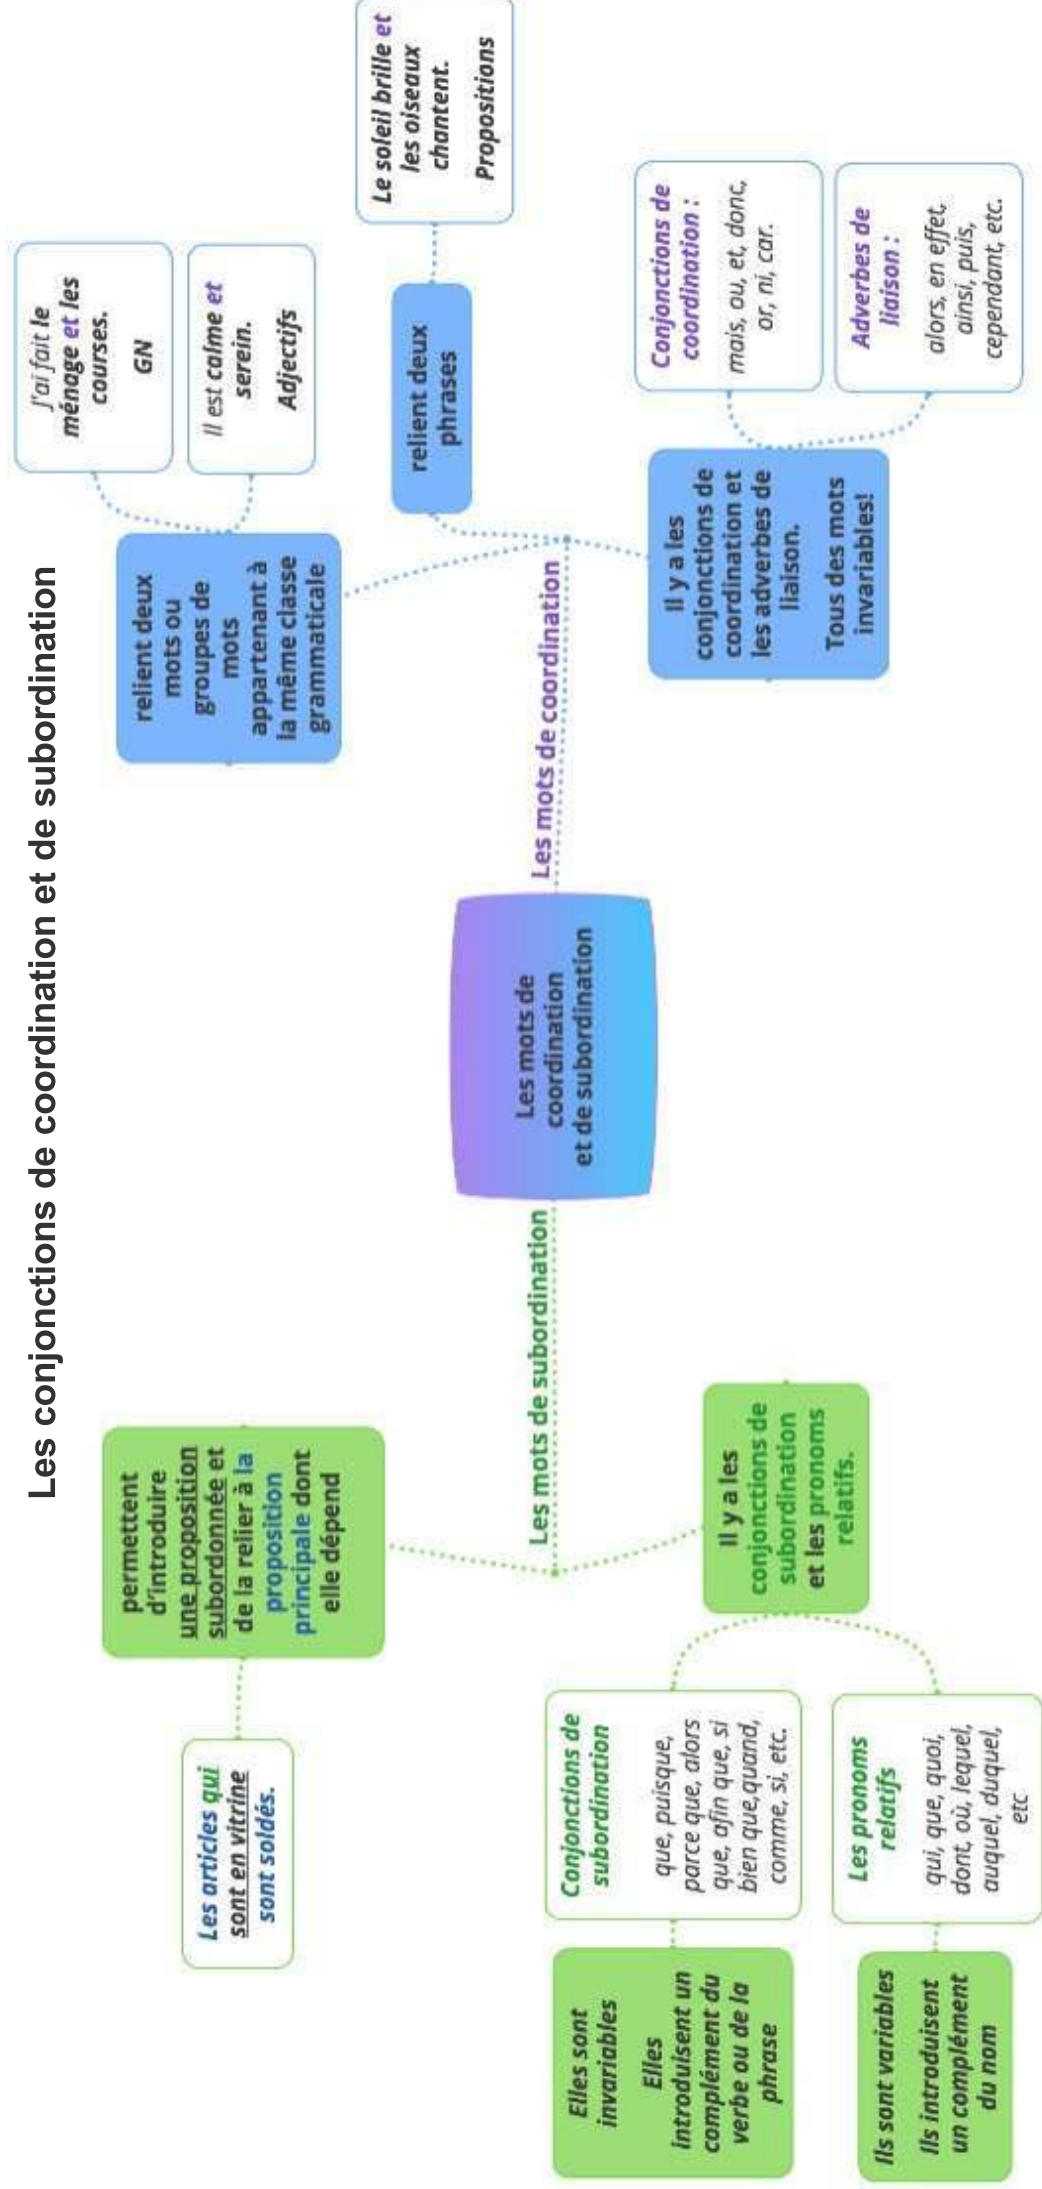 Les conjonctions de coordination et de subordination
permettent
d'introduire
une proposition
subordonnée et
de la relier à la
proposition
principale dont
elle dépend
Les articles qui
sont en vitrine
sont soldés.
Les mots de subordination
Il y a les
conjonctions de
subordination
et les pronoms
relatifs.
Conjonctions de
subordination
que, puisque,
parce que, alors
que, afin que, si
bien que,quand,
comme, si, etc.
Elles sont
invariables
Elles
introduisent un
complément du
verbe ou de la
phrase
Les pronoms
relatifs
qui, que, quoi,
dont, où, lequel,
auquel, duquel,
etc
Ils sont variables
Ils introduisent
un complément
du nom
Les mots de
coordination
et de subordination
Les mots de coordination
relient deux
mots ou
groupes de
mots
appartenant à
la même classe
grammaticale
J'ai fait le
ménage et les
courses.
GN
Il est calme et
serein.
Adjectifs
relient deux
phrases
Le soleil brille et
les oiseaux
chantent.
Propositions
Il y a les
conjonctions de
coordination et
les adverbes de
liaison.
Tous des mots
invariables!
Conjonctions de
coordination :
mais, ou, et, donc,
or, ni, car.
Adverbes de
liaison :
alors, en effet,
ainsi, puis,
cependant, etc.